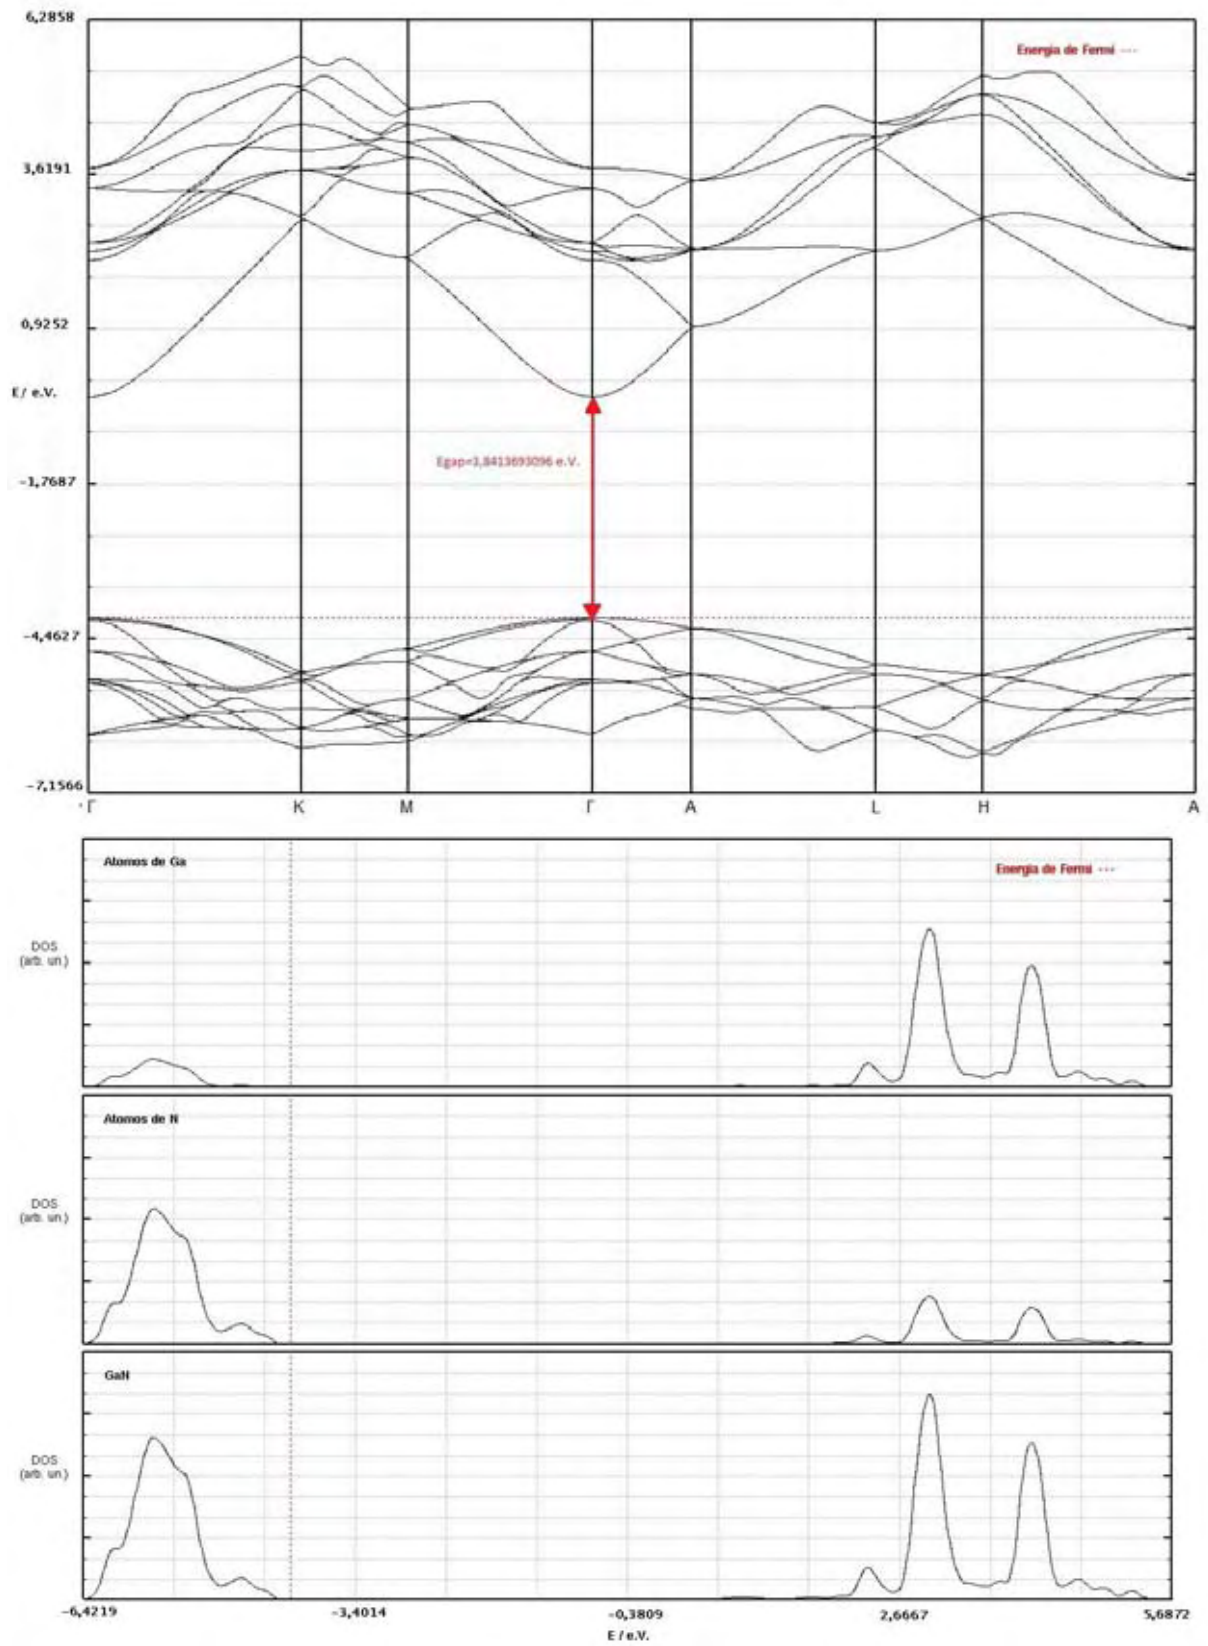 6,2858
Energia de Fermi ---
3,6191
0,9252
E / e.V.
Egap=3,8413693096 e.V.
-1,7687
-4,4627
-7,1566
Γ K M Γ A L H A
Atomos de Ga
Energia de Fermi ---
DOS
(arb. un.)
Atomos de N
DOS
(arb. un.)
GaN
DOS
(arb. un.)
-6,4219 -3,4014 -0,3809 2,6667 5,6872
E / e.V.